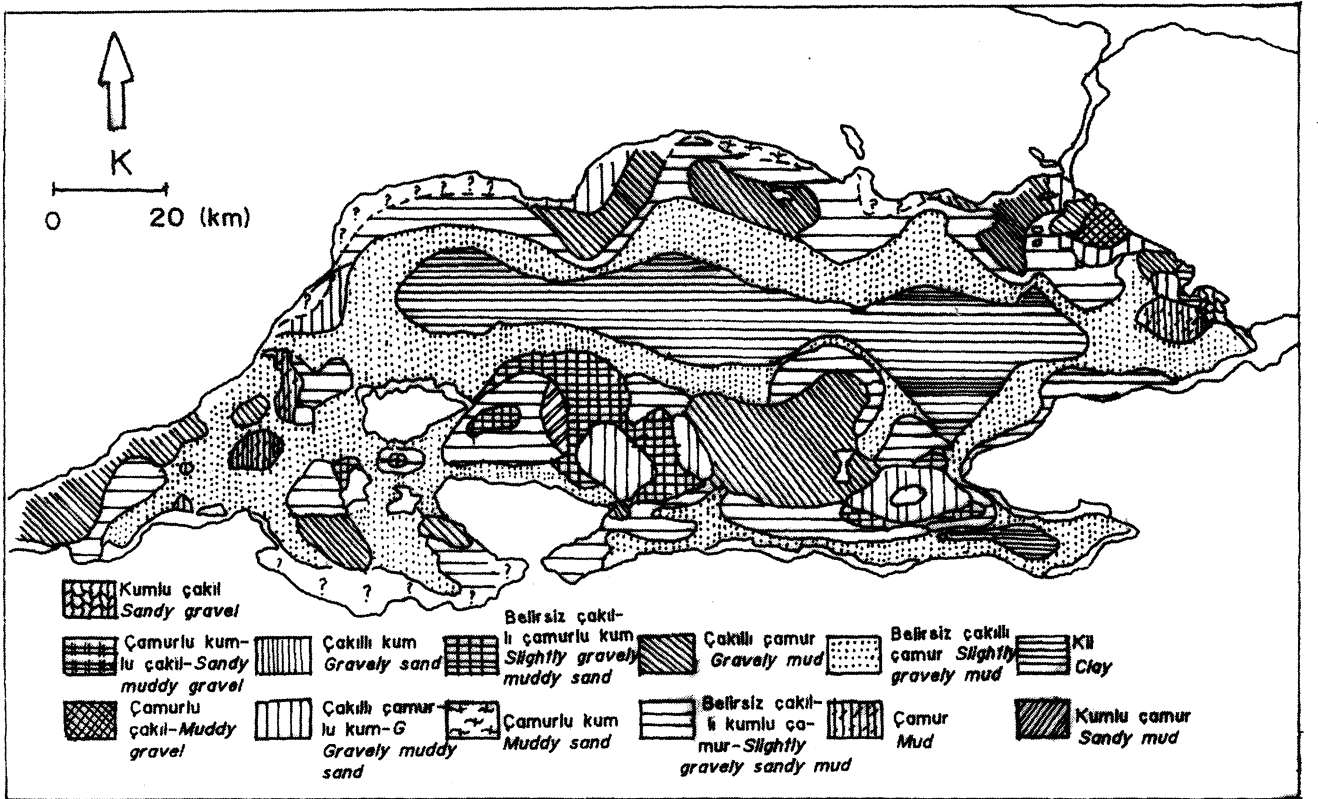 K
0 20 (km)
? ? ? ? ? ?
?
?
?
?
? ? ? ? ? ?
Kumlu çakıl
Sandy gravel
Çamurlu kum-
lu çakıl-Sandy
muddy gravel
Çakıllı kum
Gravely sand
Belirsiz çakıl-
lı çamurlu kum
Slightly gravely
muddy sand
Çakıllı çamur
Gravely mud
Belirsiz çakıllı
çamur Slightly
gravely mud
Kil
Clay
Çamurlu
çakıl-Muddy
gravel
Çakıllı çamur-
lu kum-G
Gravely muddy
sand
Çamurlu kum
Muddy sand
Belirsiz çakıl-
lı kumlu ça-
mur-Slightly
gravely sandy mud
Çamur
Mud
Kumlu çamur
Sandy mud